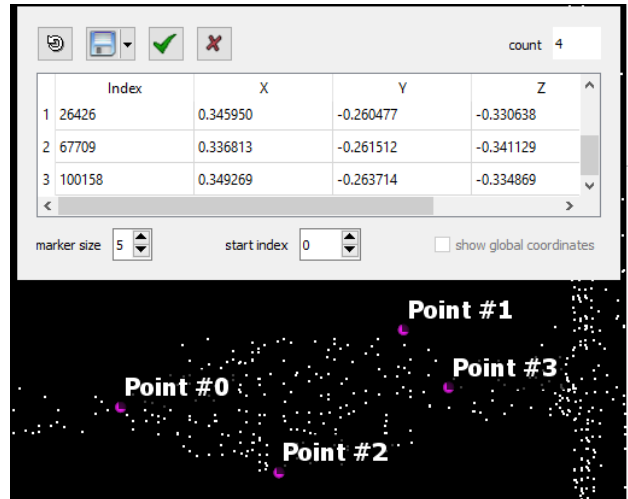 count 4
Index X Y Z
1 26426 0.345950 -0.260477 -0.330638
2 67709 0.336813 -0.261512 -0.341129
3 100158 0.349269 -0.263714 -0.334869
marker size 5 start index 0 show global coordinates
Point #1
Point #3
Point #0
Point #2